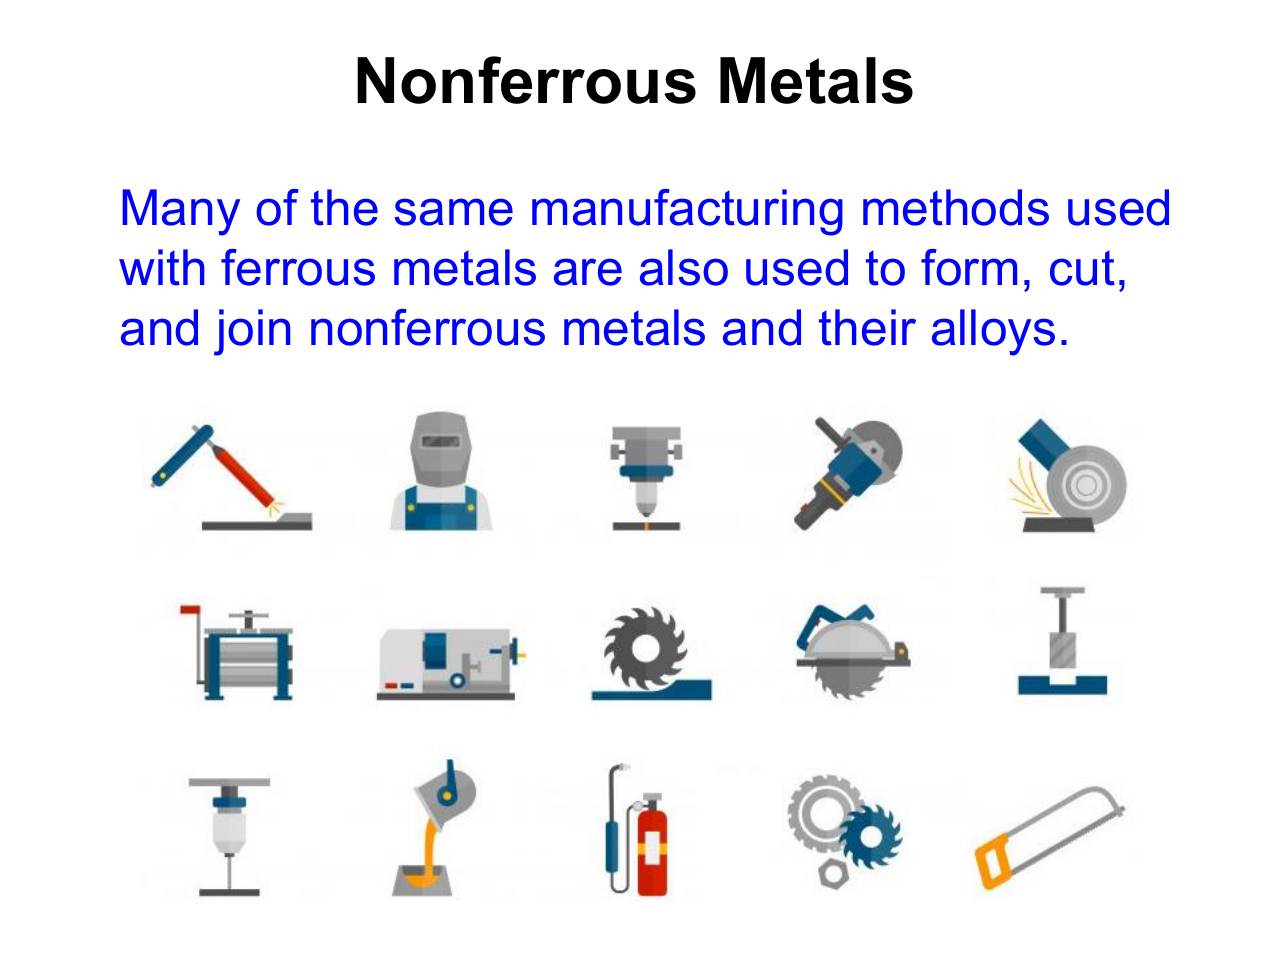 Nonferrous Metals
Many of the same manufacturing methods used
with ferrous metals are also used to form, cut,
and join nonferrous metals and their alloys.